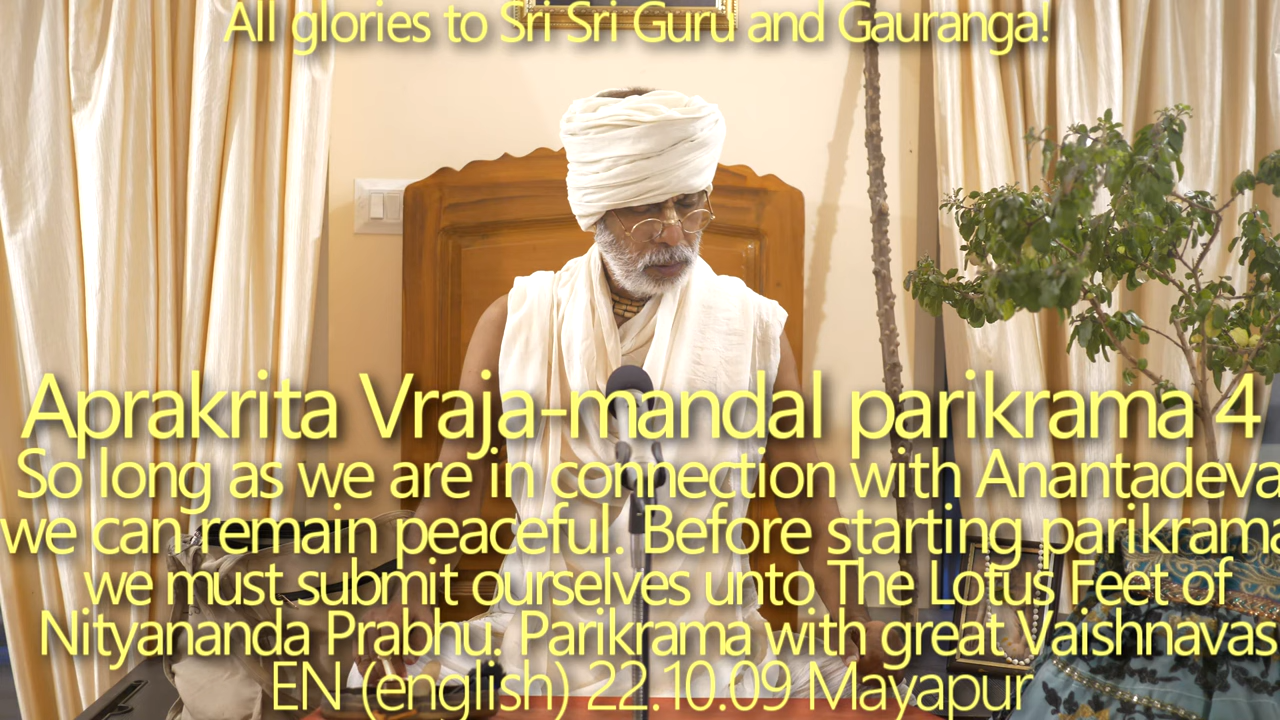 All glories to Sri Sri Guru and Gauranga!
Aprakrita Vraja-mandal parikrama 4
So long as we are in connection with Anantadeva
we can remain peaceful. Before starting parikrama
we must submit ourselves unto The Lotus Feet of
Nityananda Prabhu. Parikrama with great Vaishnavas
EN (english) 22.10.09 Mayapur